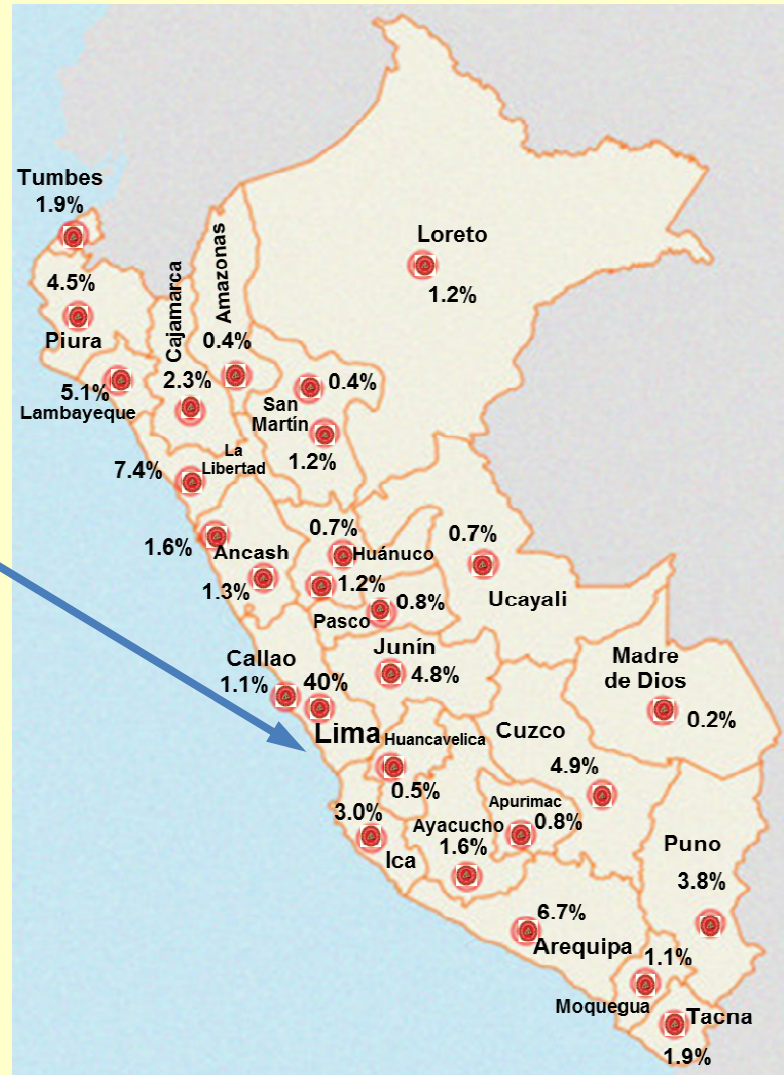 Tumbes
1.9%
Loreto
1.2%
4.5%
Piura
Cajamarca
2.3%
Amazonas
0.4%
5.1%
Lambayeque
0.4%
San
Martín
1.2%
7.4%
La
Libertad
1.6%
Ancash
1.3%
0.7%
Huánuco
1.2%
0.8%
Pasco
0.7%
Ucayali
Callao
1.1%
40%
Lima
Junín
4.8%
Madre
de Dios
0.2%
Huancavelica
0.5%
Cuzco
4.9%
3.0%
Ica
Ayacucho
1.6%
Apurimac
0.8%
Puno
3.8%
6.7%
Arequipa
1.1%
Moquegua
Tacna
1.9%